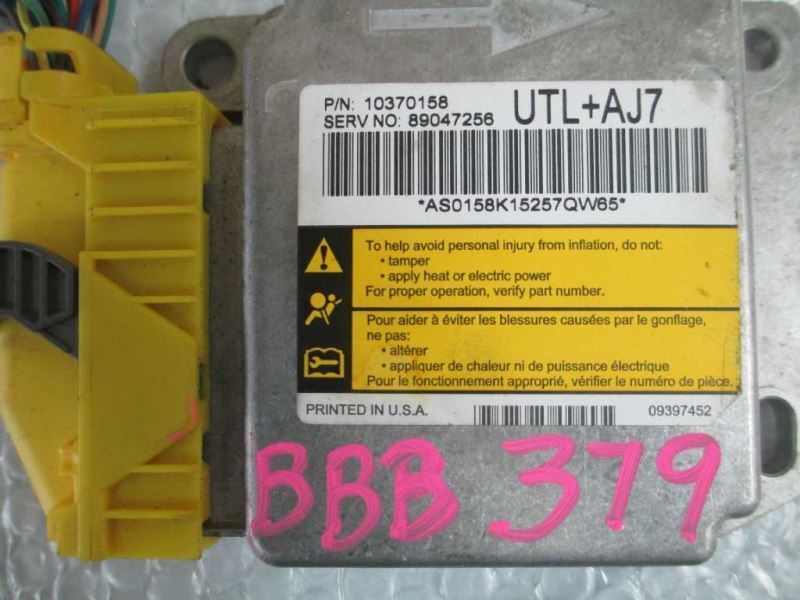 P/N: 10370158 UTL+AJ7
SERV NO: 89047256
*AS0158K15257QW65*
To help avoid personal injury from inflation, do not:
• tamper
• apply heat or electric power
For proper operation, verify part number.
Pour aider à éviter les blessures causées par le gonflage,
ne pas:
• altérer
• appliquer de chaleur ni de puissance électrique
Pour le fonctionnement approprié, vérifier le numéro de pièce.
PRINTED IN U.S.A. 09397452
BBB 379